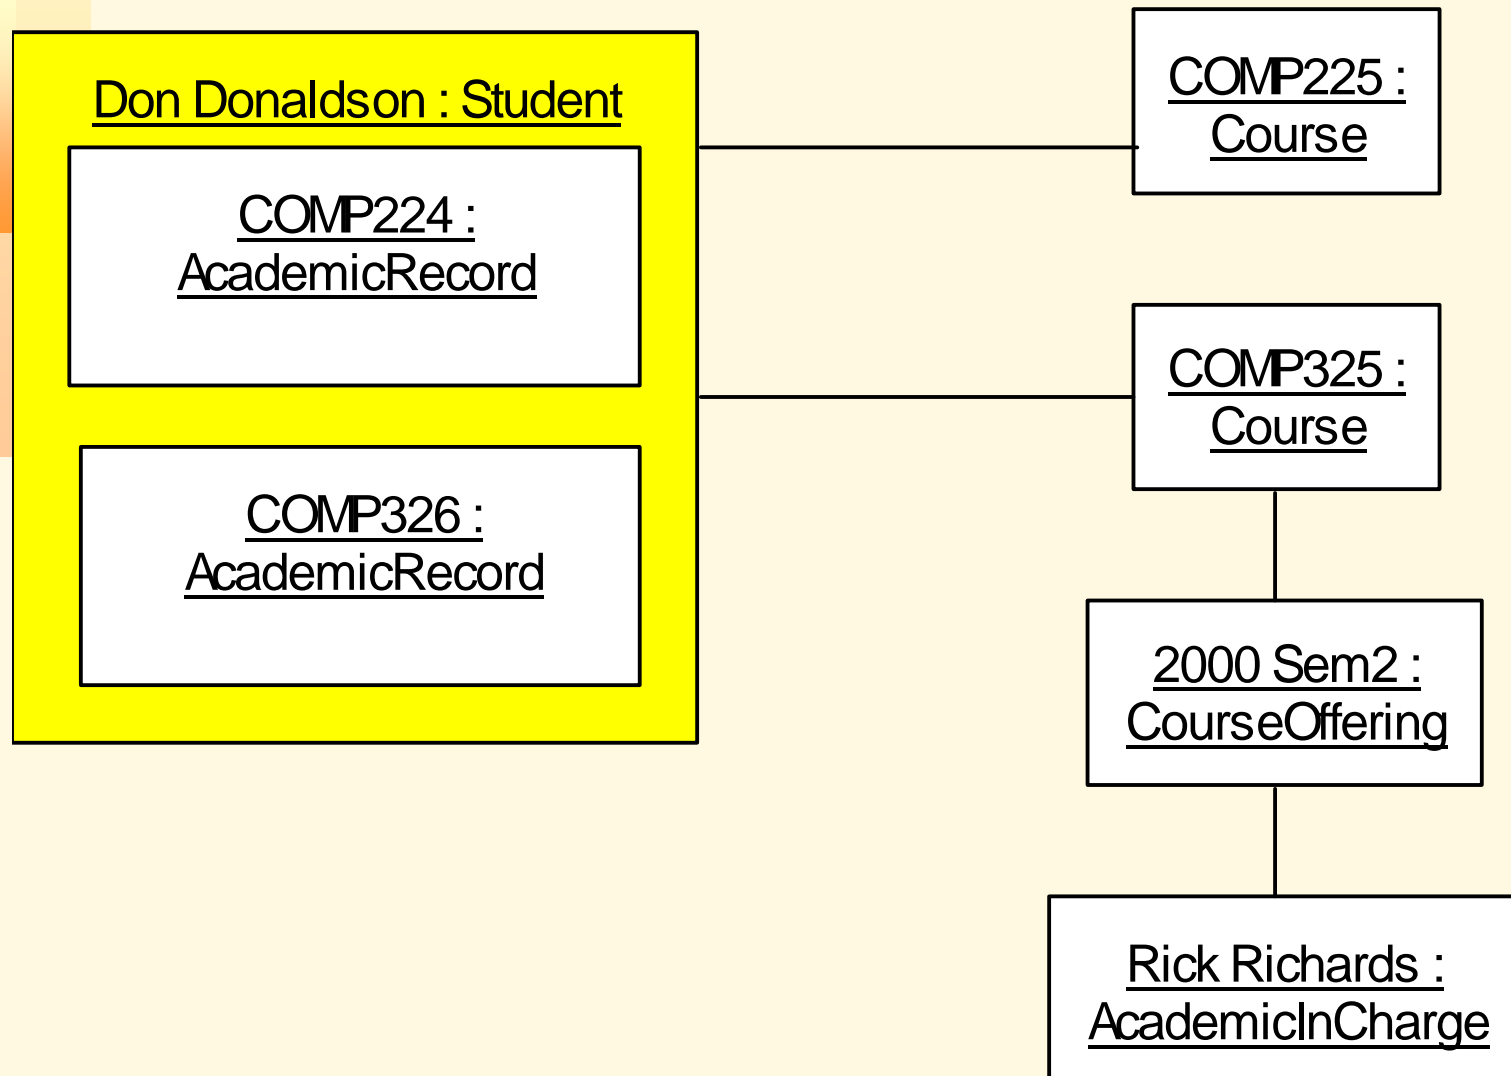 Don Donaldson : Student
COMP224 :
AcademicRecord
COMP326 :
AcademicRecord
COMP225 :
Course
COMP325 :
Course
2000 Sem2 :
CourseOffering
Rick Richards :
AcademicInCharge